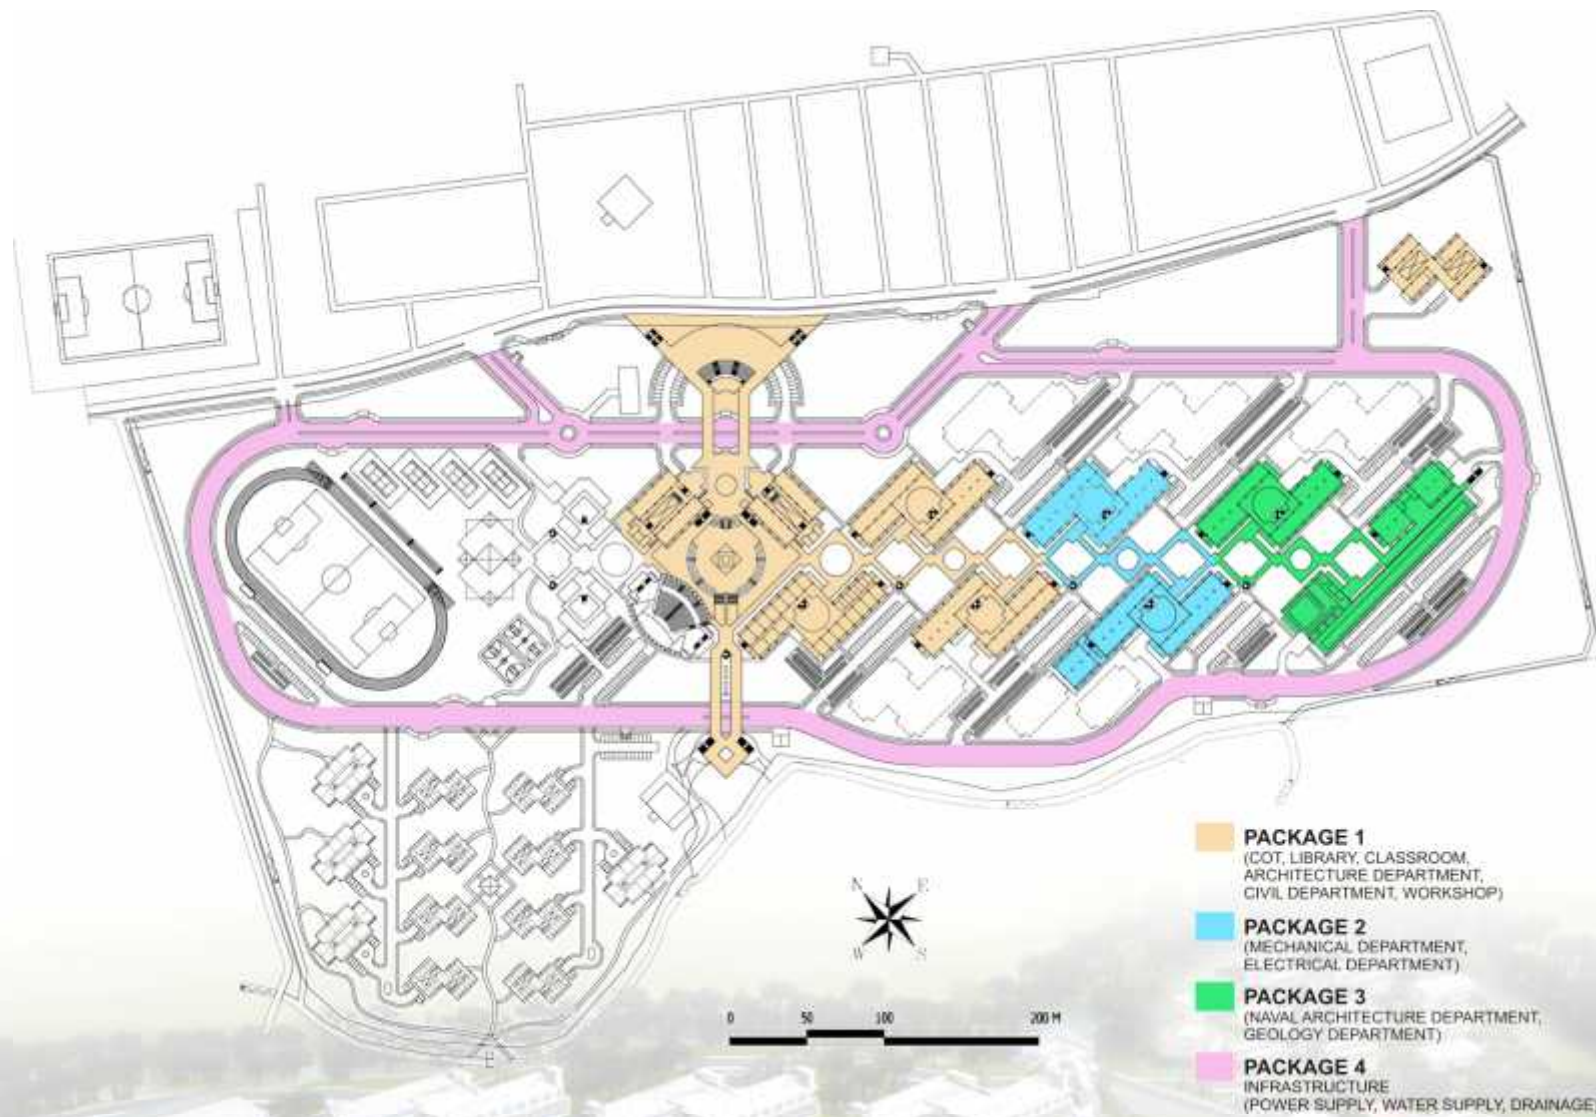 N E
W S
0 50 100 200 M
PACKAGE 1
(COT, LIBRARY, CLASSROOM,
ARCHITECTURE DEPARTMENT,
CIVIL DEPARTMENT, WORKSHOP)
PACKAGE 2
(MECHANICAL DEPARTMENT,
ELECTRICAL DEPARTMENT)
PACKAGE 3
(NAVAL ARCHITECTURE DEPARTMENT,
GEOLOGY DEPARTMENT)
PACKAGE 4
INFRASTRUCTURE
(POWER SUPPLY, WATER SUPPLY, DRAINAGE